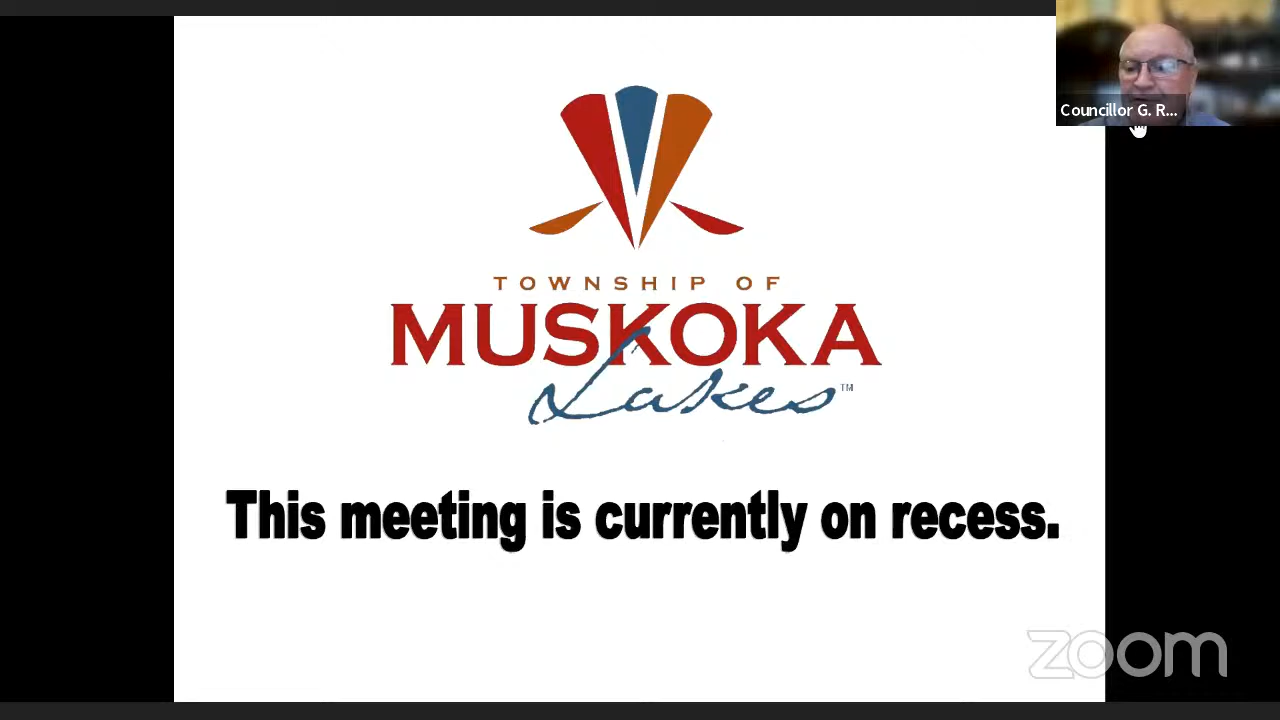 Councillor G. R...
TOWNSHIP OF
MUSKOKA
Lakes™
This meeting is currently on recess.
zoom